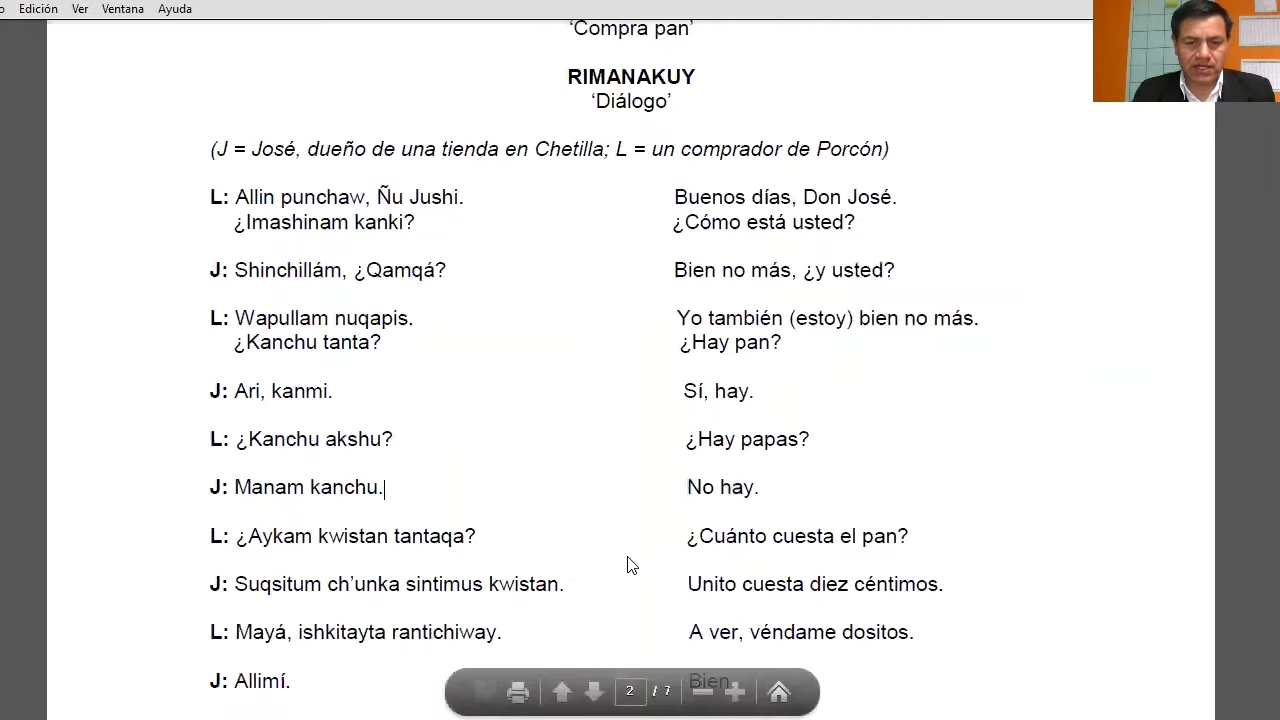 Edición Ver Ventana Ayuda
‘Compra pan’
RIMANAKUY
‘Diálogo’
(J = José, dueño de una tienda en Chetilla; L = un comprador de Porcón)
L: Allin punchaw, Ñu Jushi. Buenos días, Don José.
¿Imashinam kanki? ¿Cómo está usted?
J: Shinchillám, ¿Qamqá? Bien no más, ¿y usted?
L: Wapullam nuqapis. Yo también (estoy) bien no más.
¿Kanchu tanta? ¿Hay pan?
J: Ari, kanmi. Sí, hay.
L: ¿Kanchu akshu? ¿Hay papas?
J: Manam kanchu. No hay.
L: ¿Aykam kwistan tantaqa? ¿Cuánto cuesta el pan?
J: Suqsitum ch’unka sintimus kwistan. Unito cuesta diez céntimos.
L: Mayá, ishkitayta rantichiway. A ver, véndame dositos.
J: Allimí. Bien.
2 / 7